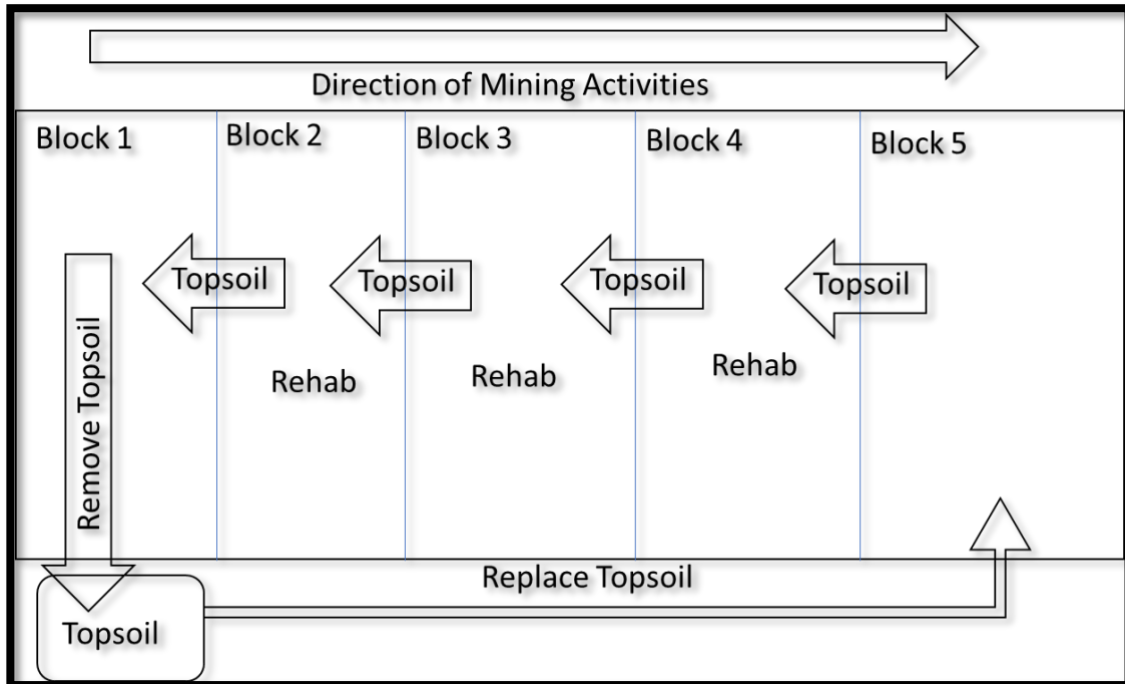 Direction of Mining Activities
Block 1
Block 2
Block 3
Block 4
Block 5
Topsoil
Topsoil
Topsoil
Topsoil
Remove Topsoil
Rehab
Rehab
Rehab
Replace Topsoil
Topsoil